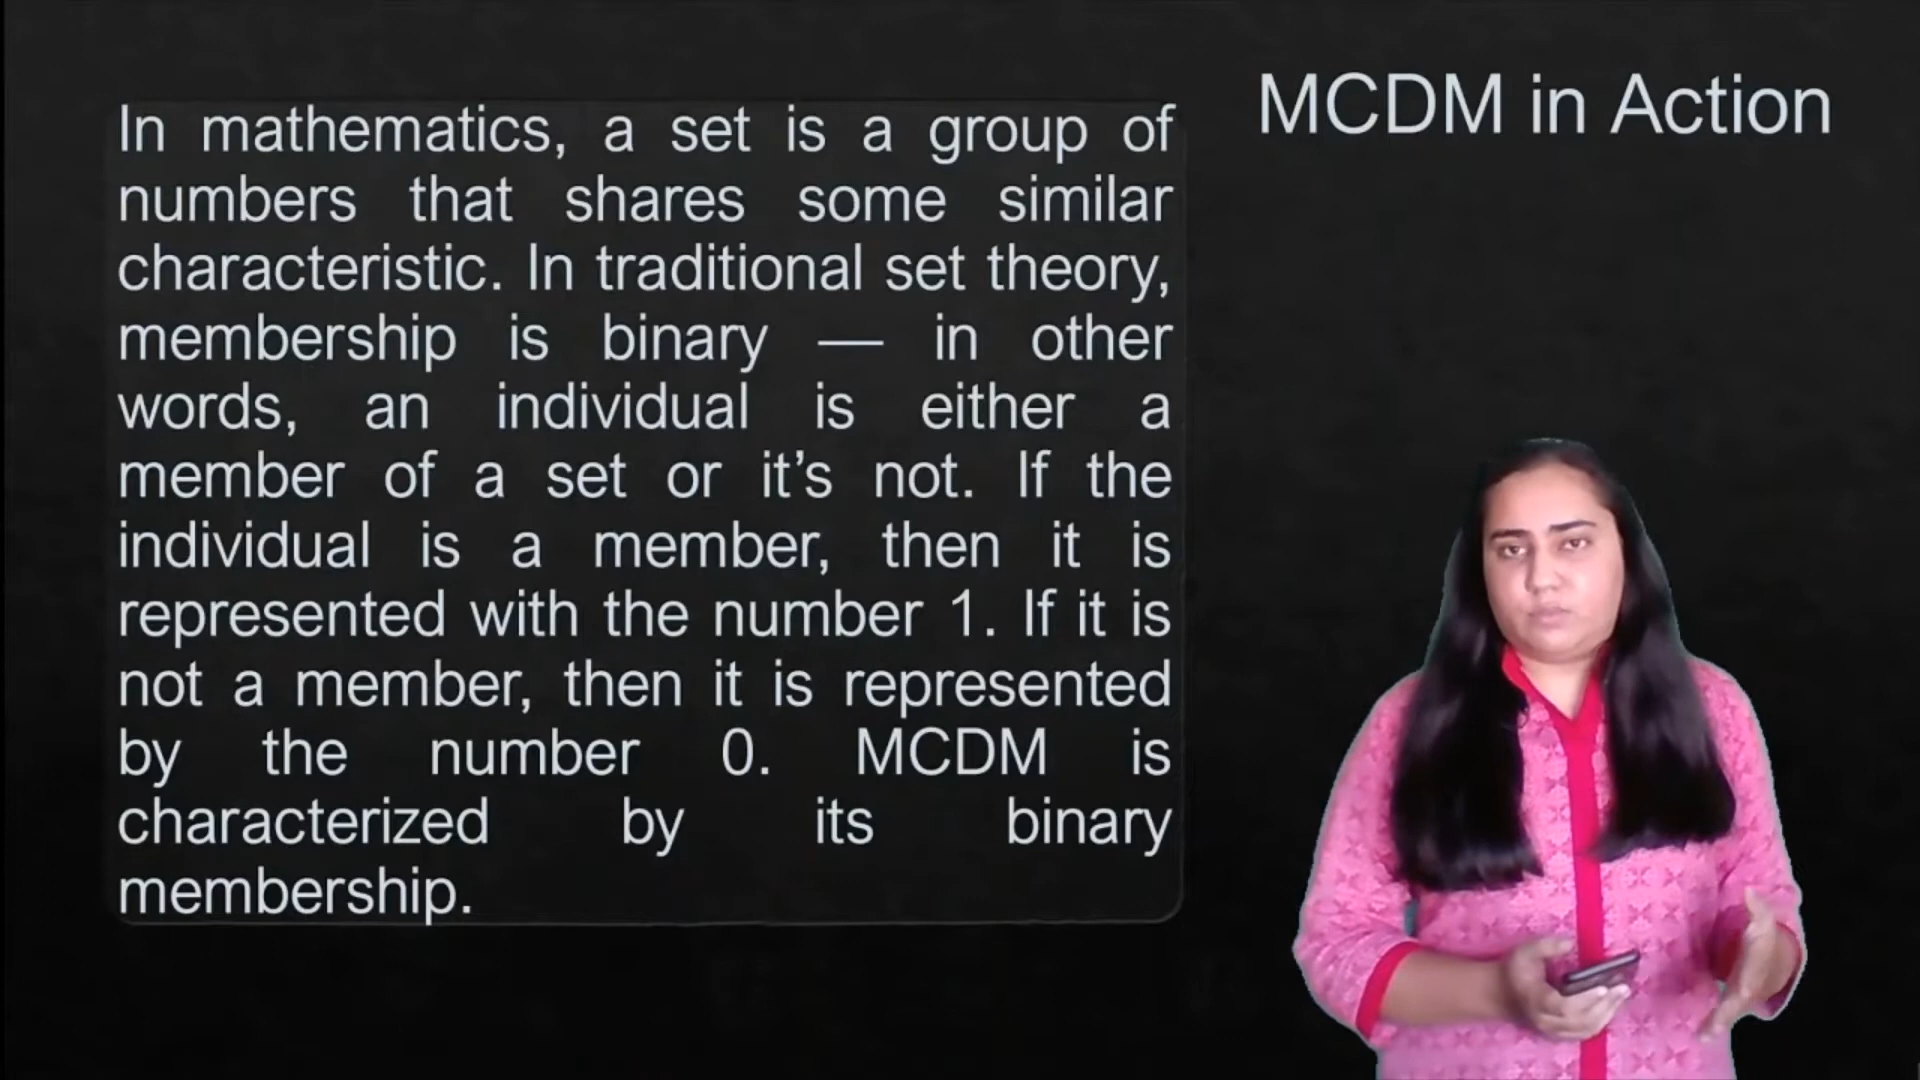 MCDM in Action
In mathematics, a set is a group of
numbers that shares some similar
characteristic. In traditional set theory,
membership is binary — in other
words, an individual is either a
member of a set or it’s not. If the
individual is a member, then it is
represented with the number 1. If it is
not a member, then it is represented
by the number 0. MCDM is
characterized by its binary
membership.